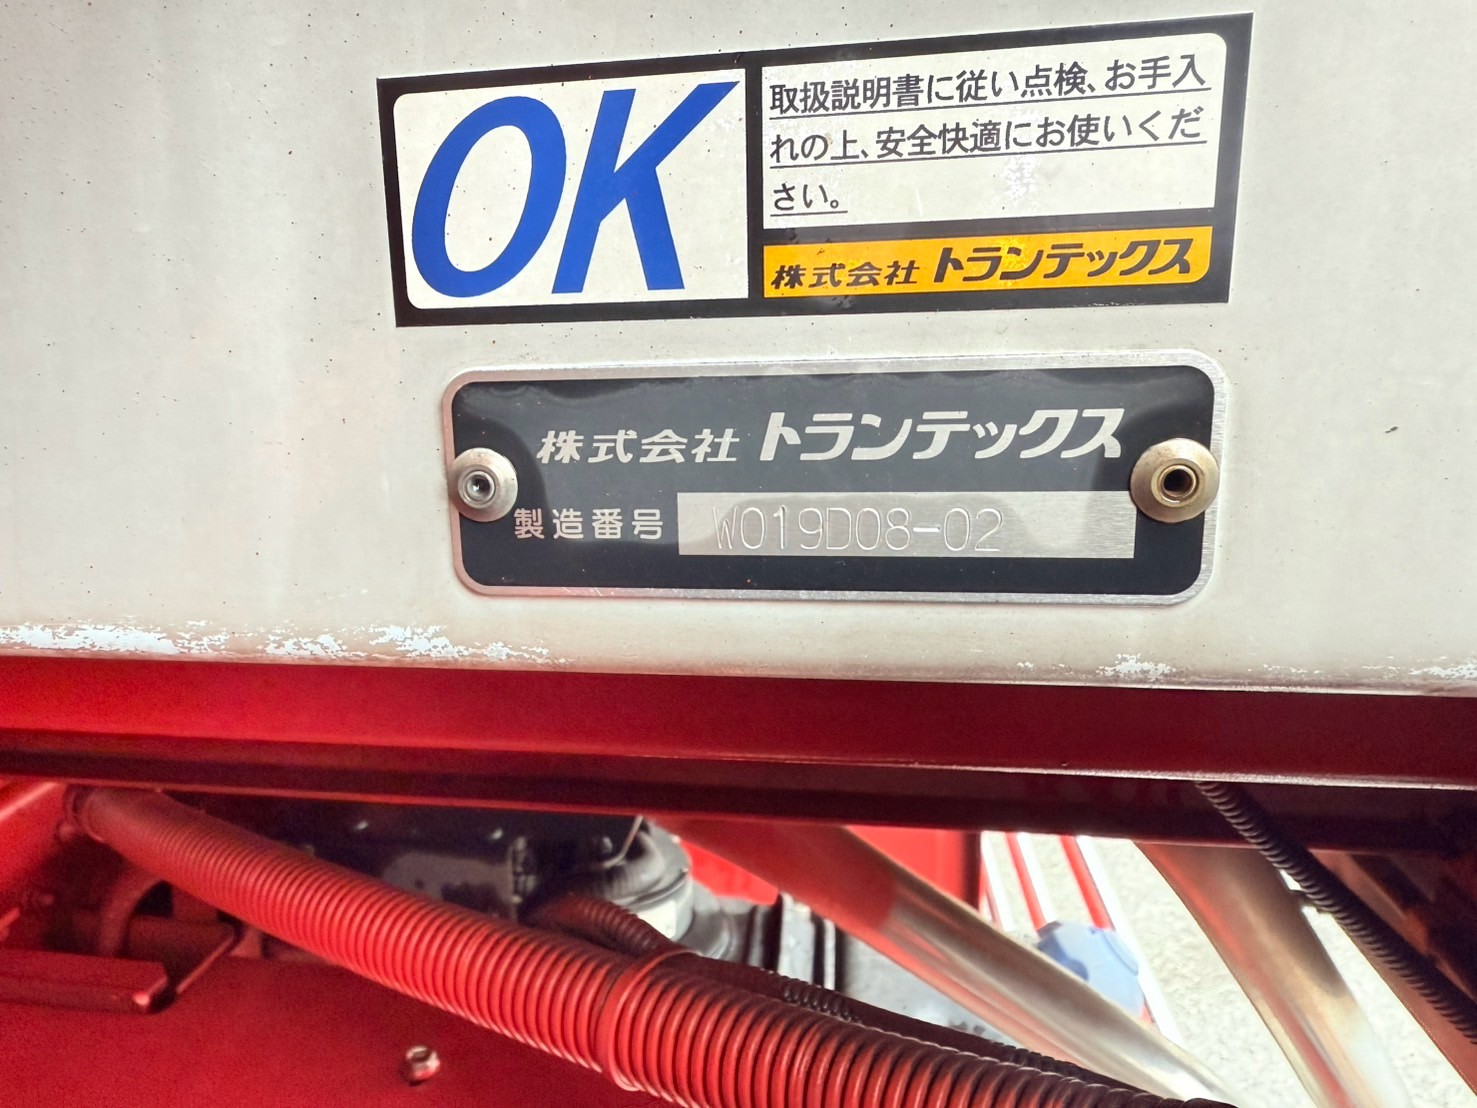 OK
取扱説明書に従い点検、お手入
れの上、安全快適にお使いくだ
さい。
株式会社 トランテックス
株式会社 トランテックス
製造番号 W019D08-02